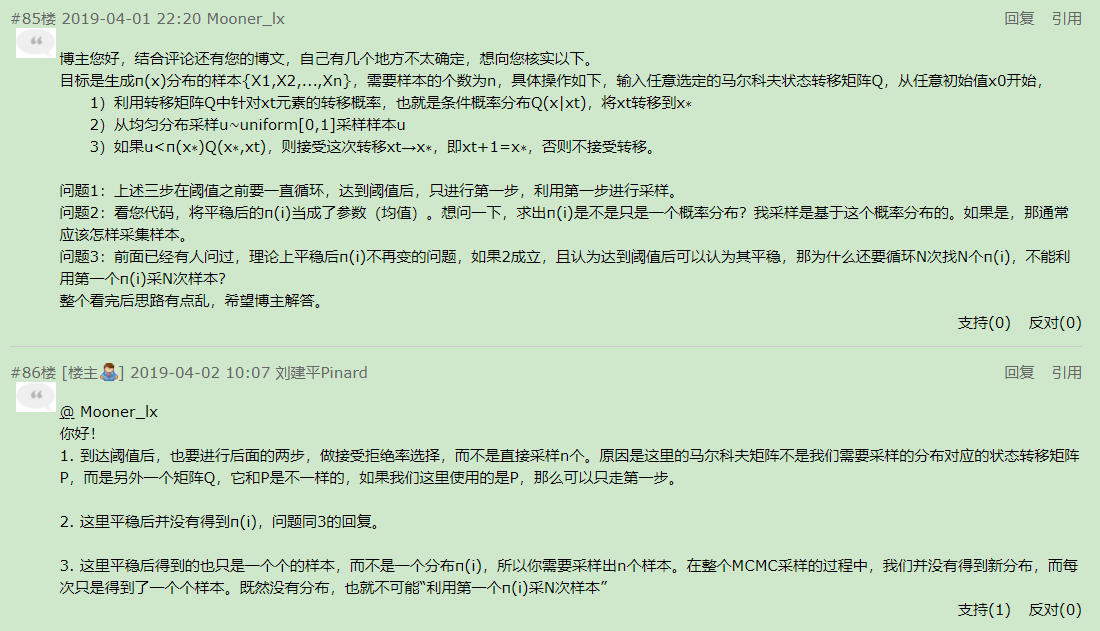 #85楼 2019-04-01 22:20 Mooner_lx 回复 引用
博主您好，结合评论还有您的博文，自己有几个地方不太确定，想向您核实以下。
目标是生成π(x)分布的样本{X1,X2,...,Xn}，需要样本的个数为n，具体操作如下，输入任意选定的马尔科夫状态转移矩阵Q，从任意初始值x0开始，
1）利用转移矩阵Q中针对xt元素的转移概率，也就是条件概率分布Q(x|xt)，将xt转移到x∗
2）从均匀分布采样u~uniform[0,1]采样样本u
3）如果u<π(x∗)Q(x∗,xt)，则接受这次转移xt→x∗，即xt+1=x∗，否则不接受转移。
问题1：上述三步在阈值之前要一直循环，达到阈值后，只进行第一步，利用第一步进行采样。
问题2：看您代码，将平稳后的π(i)当成了参数（均值）。想问一下，求出π(i)是不是只是一个概率分布？我采样是基于这个概率分布的。如果是，那通常
应该怎样采集样本。
问题3：前面已经有人问过，理论上平稳后π(i)不再变的问题，如果2成立，且认为达到阈值后可以认为其平稳，那为什么还要循环N次找N个π(i)，不能利
用第一个π(i)采N次样本？
整个看完后思路有点乱，希望博主解答。
支持(0) 反对(0)
#86楼 [楼主] 2019-04-02 10:07 刘建平Pinard 回复 引用
@ Mooner_lx
你好！
1. 到达阈值后，也要进行后面的两步，做接受拒绝率选择，而不是直接采样n个。原因是这里的马尔科夫矩阵不是我们需要采样的分布对应的状态转移矩阵
P，而是另外一个矩阵Q，它和P是不一样的，如果我们这里使用的是P，那么可以只走第一步。
2. 这里平稳后并没有得到π(i)，问题同3的回复。
3. 这里平稳后得到的也只是一个个的样本，而不是一个分布π(i)，所以你需要采样出n个样本。在整个MCMC采样的过程中，我们并没有得到新分布，而每
次只是得到了一个个样本。既然没有分布，也就不可能“利用第一个π(i)采N次样本”
支持(1) 反对(0)